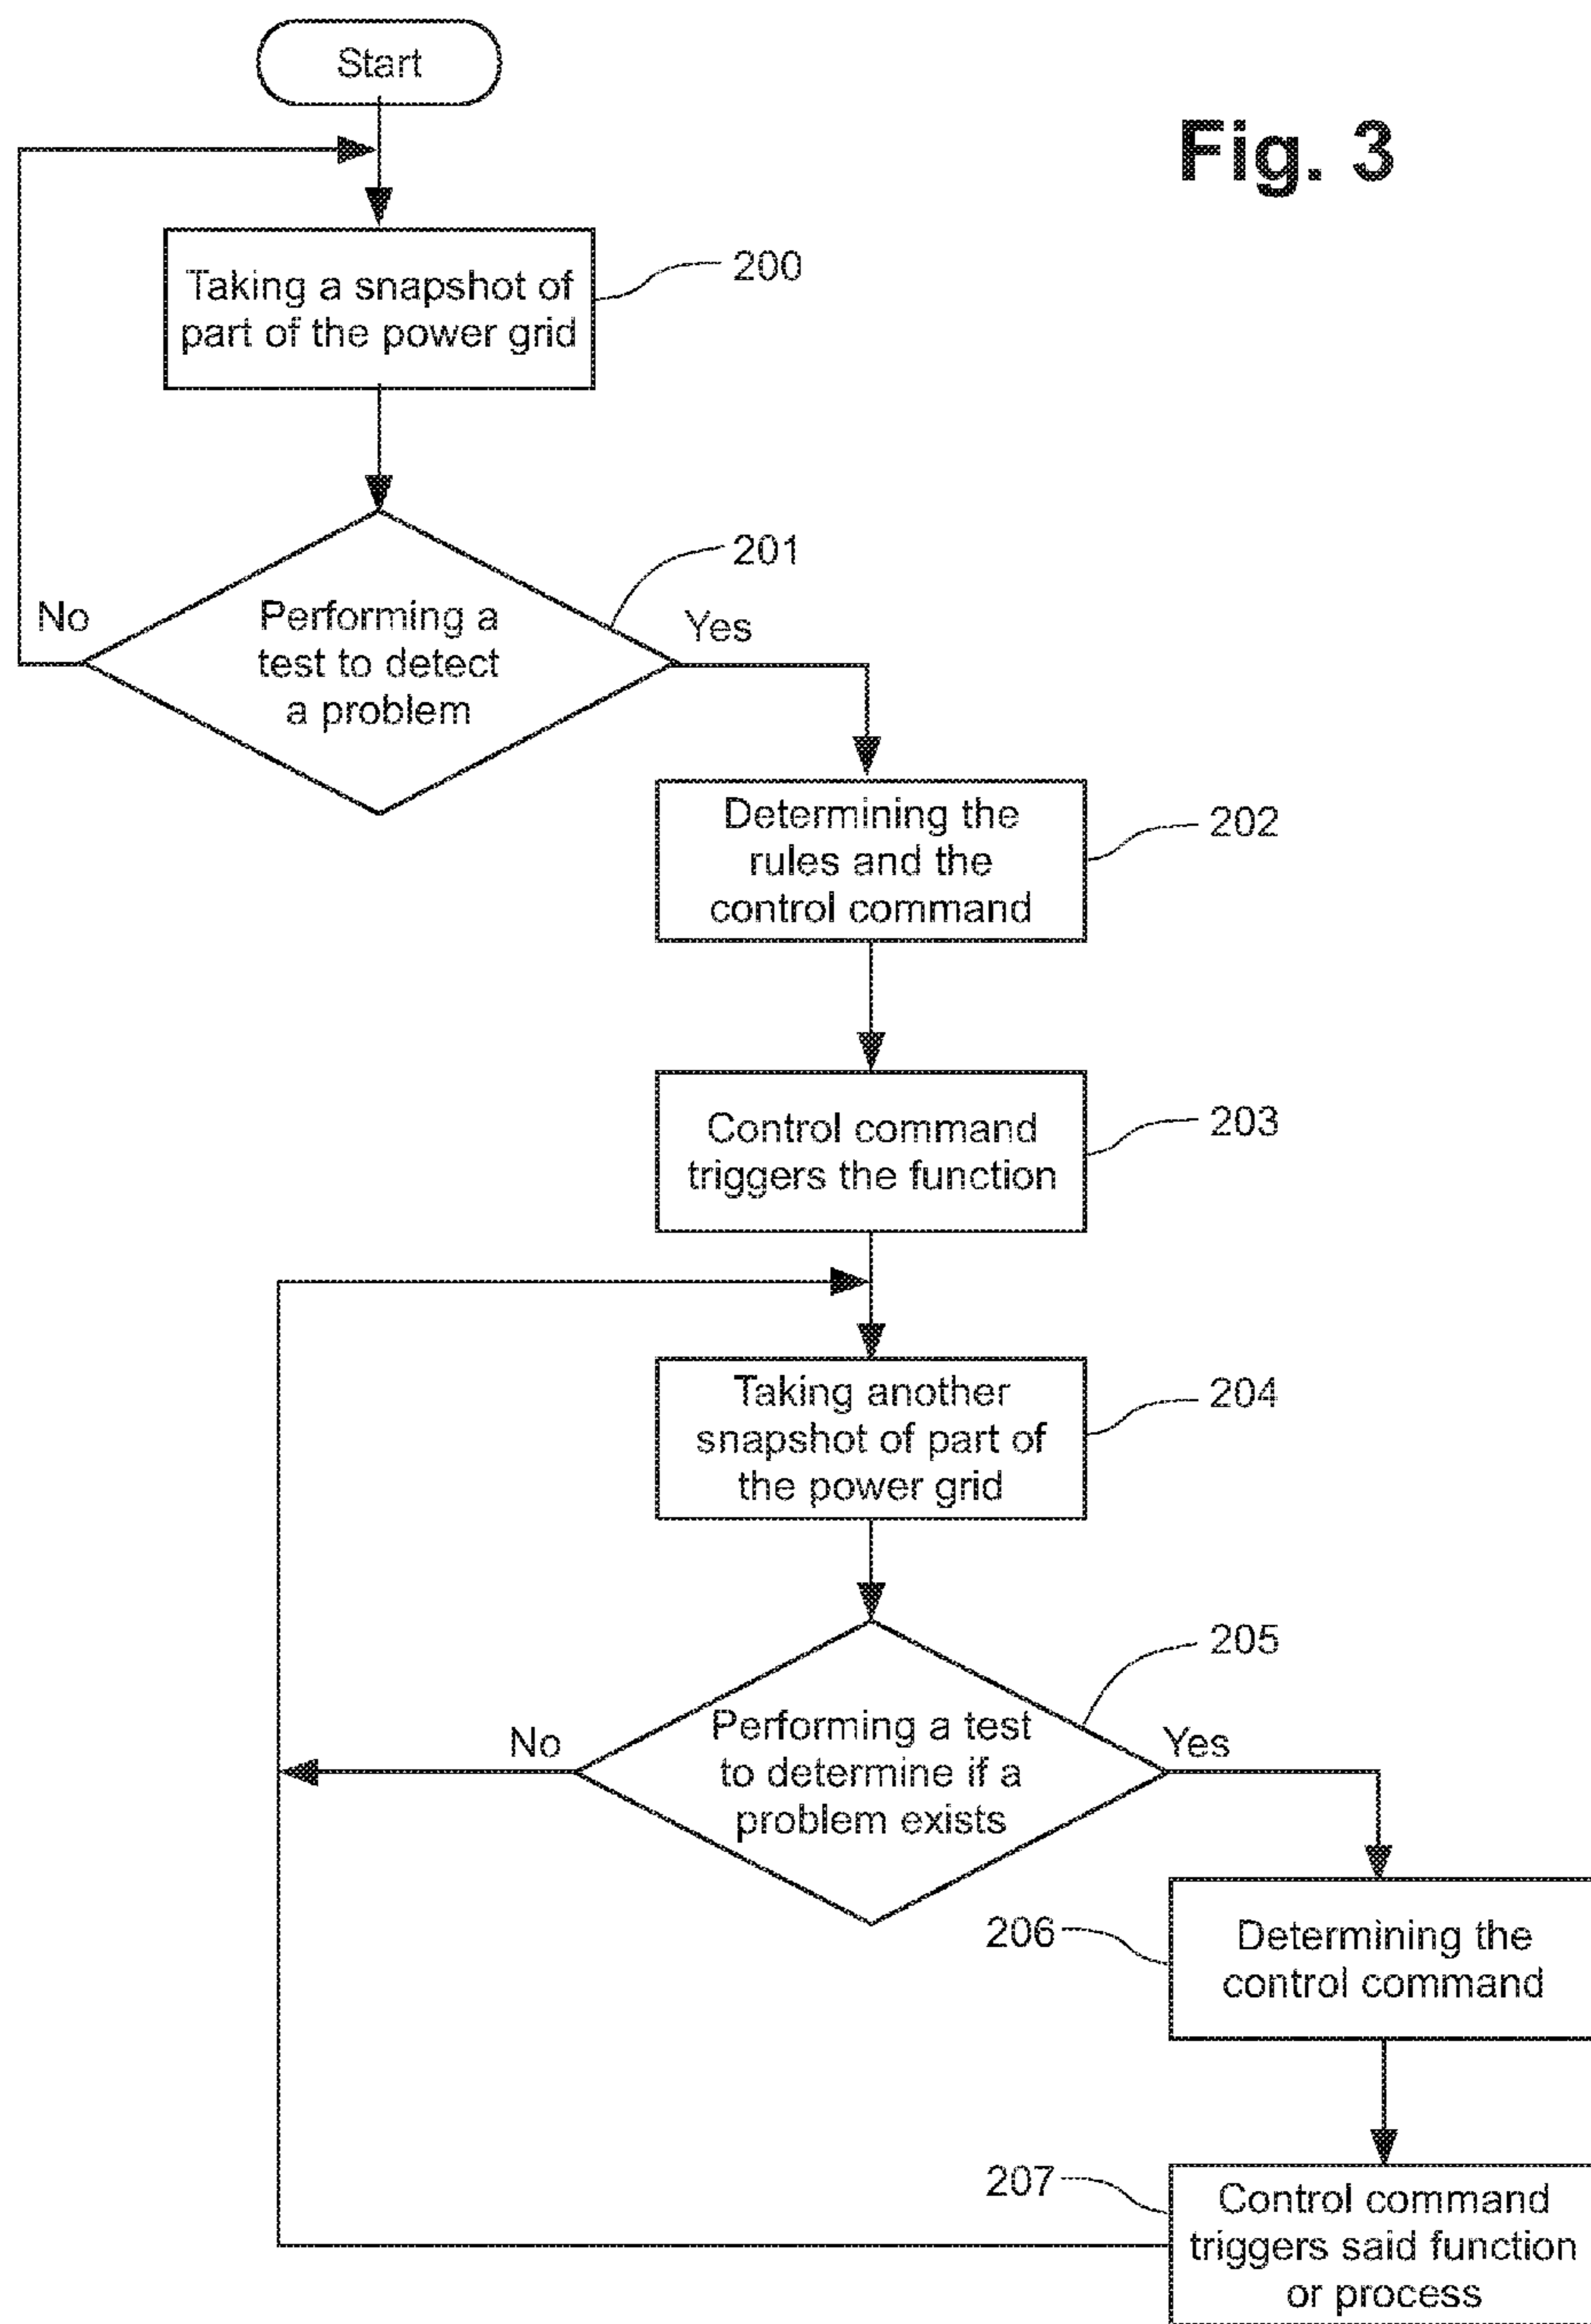 Start
Fig. 3
Taking a snapshot of
part of the power grid
200
201
No
Performing a
test to detect
a problem
Yes
Determining the
rules and the
control command
202
Control command
triggers the function
203
Taking another
snapshot of part of
the power grid
204
205
No
Performing a test
to determine if a
problem exists
Yes
206
Determining the
control command
207
Control command
triggers said function
or process